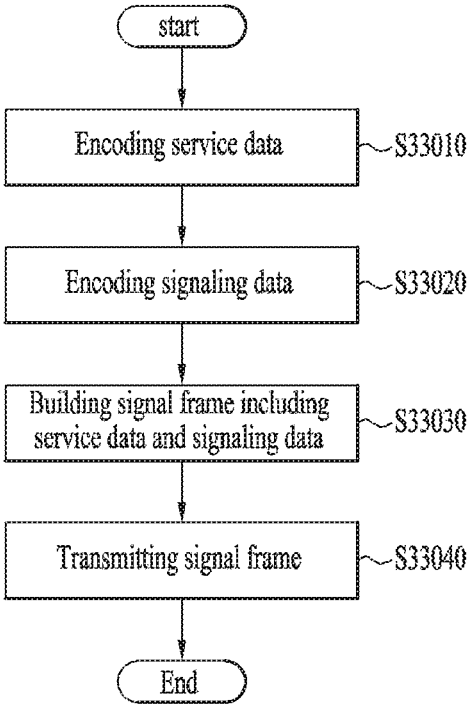 start
Encoding service data
S33010
Encoding signaling data
S33020
Building signal frame including
service data and signaling data
S33030
Transmitting signal frame
S33040
End